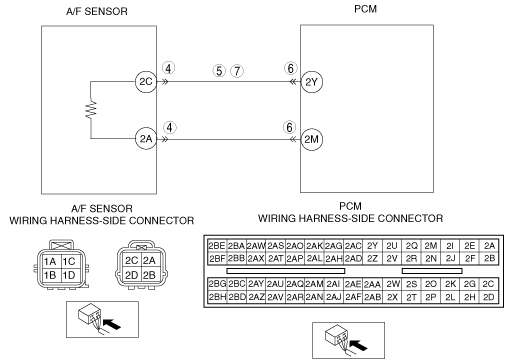 A/F SENSOR
PCM
4
5
7
6
2C
2Y
4
6
2A
2M
A/F SENSOR
WIRING HARNESS-SIDE CONNECTOR
PCM
WIRING HARNESS-SIDE CONNECTOR
1A 1C
1B 1D
2C 2A
2D 2B
2BE 2BA 2AW 2AS 2AO 2AK 2AG 2AC 2Y 2U 2Q 2M 2I 2E 2A
2BF 2BB 2AX 2AT 2AP 2AL 2AH 2AD 2Z 2V 2R 2N 2J 2F 2B
2BG 2BC 2AY 2AU 2AQ 2AM 2AI 2AE 2AA 2W 2S 2O 2K 2G 2C
2BH 2BD 2AZ 2AV 2AR 2AN 2AJ 2AF 2AB 2X 2T 2P 2L 2H 2D